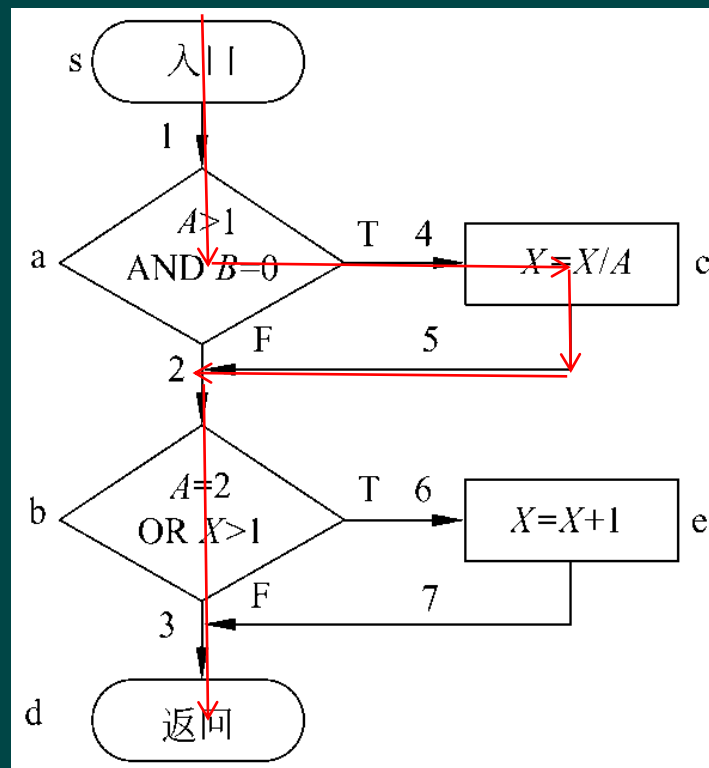 s 入口
1
A>1
T 4
a AND B=0
X=X/A c
F 5
2
A=2
T 6
b OR X>1
X=X+1 e
F 7
3
d 返回